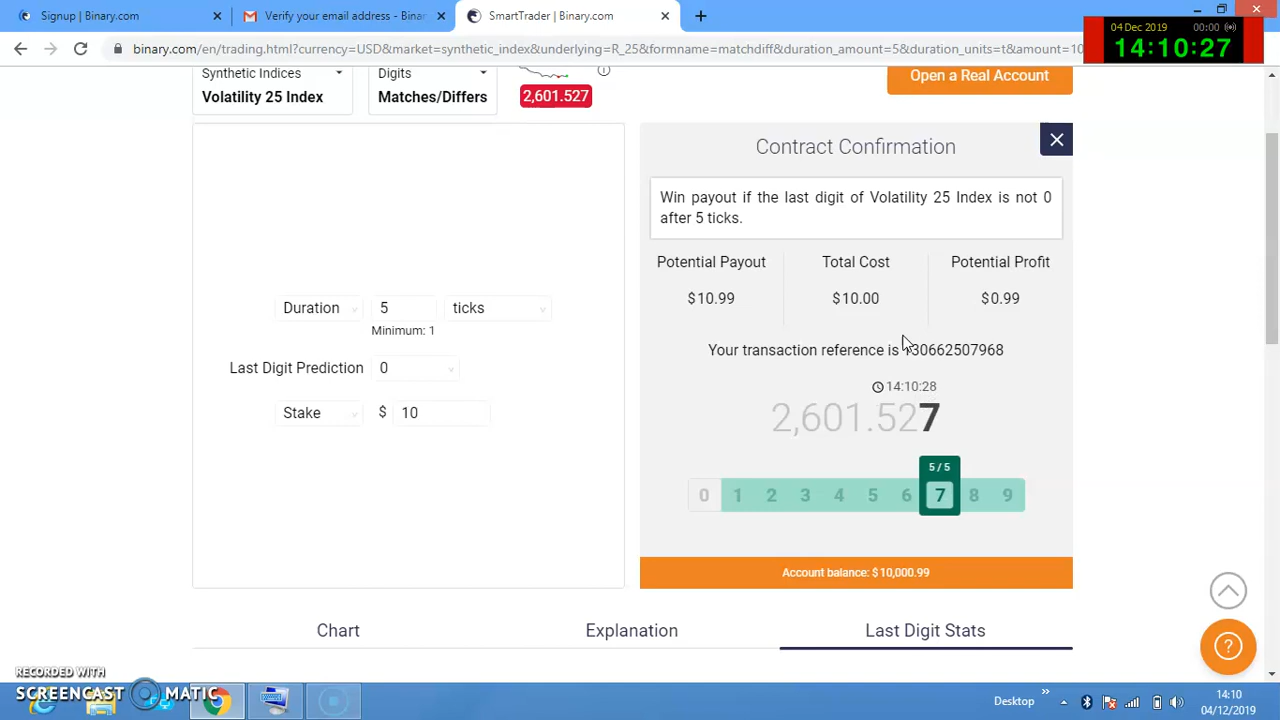 Signup | Binary.com
Verify your email address - Binar
SmartTrader | Binary.com
04 Dec 2019 00:00
14:10:27
binary.com/en/trading.html?currency=USD&market=synthetic_index&underlying=R_25&formname=matchdiff&duration_amount=5&duration_units=t&amount=10
Synthetic Indices
Volatility 25 Index
Digits
Matches/Differs
2,601.527
Open a Real Account
Duration 5 ticks
Minimum: 1
Last Digit Prediction 0
Stake $ 10
Contract Confirmation
Win payout if the last digit of Volatility 25 Index is not 0
after 5 ticks.
Potential Payout Total Cost Potential Profit
$10.99 $10.00 $0.99
Your transaction reference is
14:10:28
2,601.527
5 / 5
0 1 2 3 4 5 6 7 8 9
Account balance: $10,000.99
Chart Explanation Last Digit Stats
RECORDED WITH
SCREENCAST MATIC
Desktop
14:10
04/12/2019